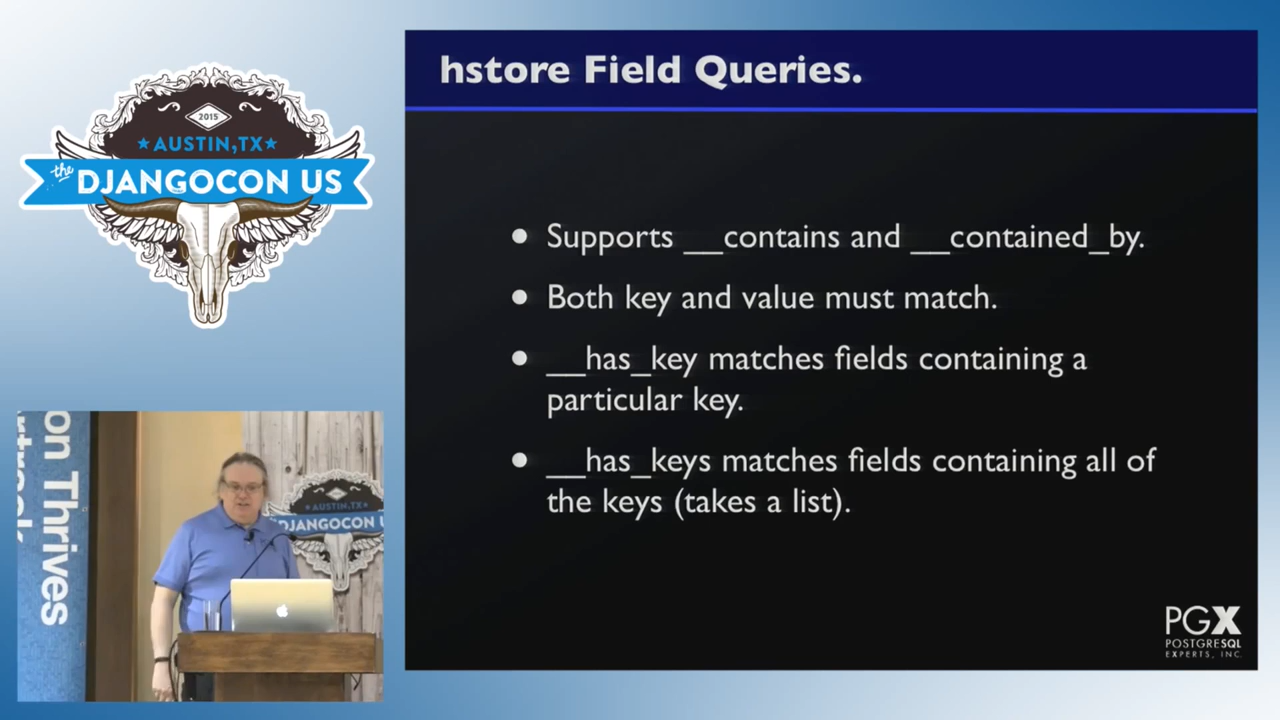 2015
AUSTIN,TX
the
DJANGOCON US
hstore Field Queries.
• Supports __contains and __contained_by.
• Both key and value must match.
• __has_key matches fields containing a
particular key.
• __has_keys matches fields containing all of
the keys (takes a list).
on Thrives
AUSTIN,TX
DJANGOCON U
PGX
POSTGRESQL
EXPERTS, INC.